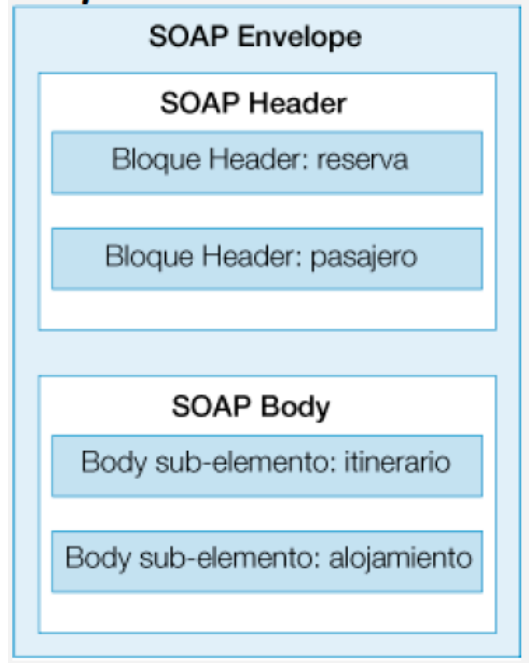 SOAP Envelope
SOAP Header
Bloque Header: reserva
Bloque Header: pasajero
SOAP Body
Body sub-elemento: itinerario
Body sub-elemento: alojamiento